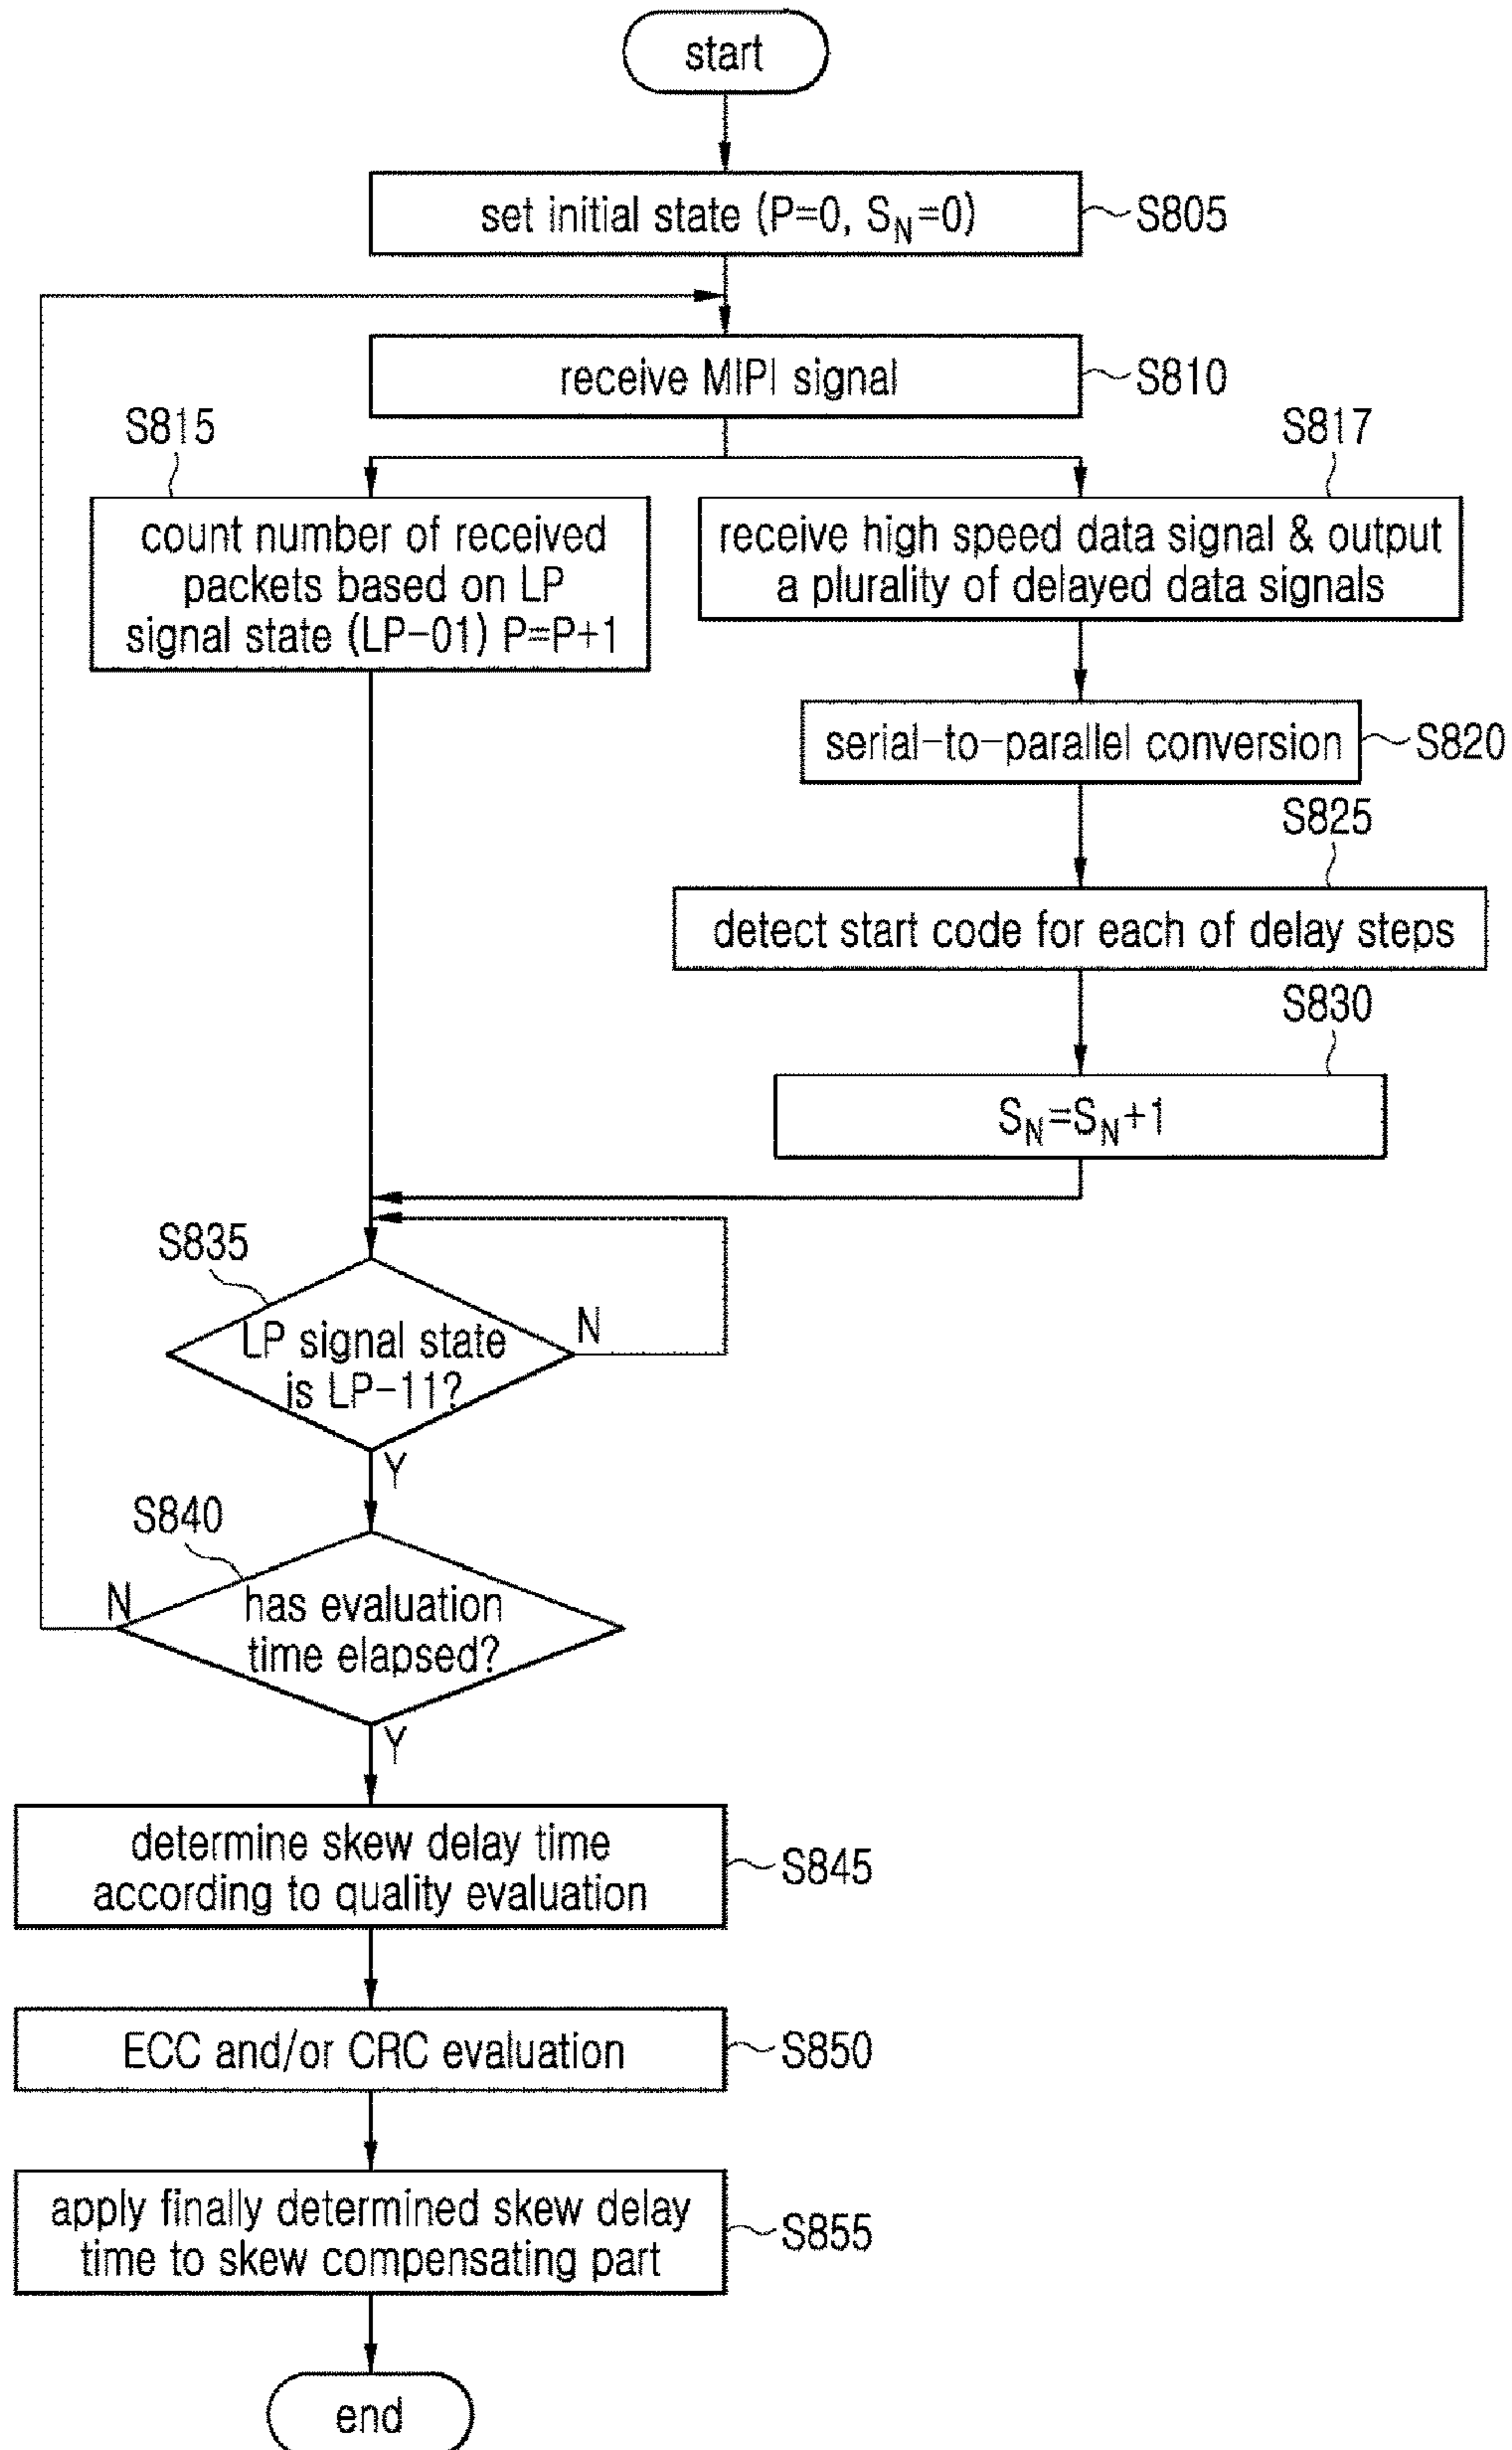 start
set initial state (P=0, S_N=0)
S805
receive MIPI signal
S810
S815
S817
count number of received
packets based on LP
signal state (LP-01) P=P+1
receive high speed data signal & output
a plurality of delayed data signals
serial-to-parallel conversion
S820
S825
detect start code for each of delay steps
S830
S_N=S_N+1
S835
LP signal state
is LP-11?
N
Y
S840
has evaluation
time elapsed?
N
Y
determine skew delay time
according to quality evaluation
S845
ECC and/or CRC evaluation
S850
apply finally determined skew delay
time to skew compensating part
S855
end